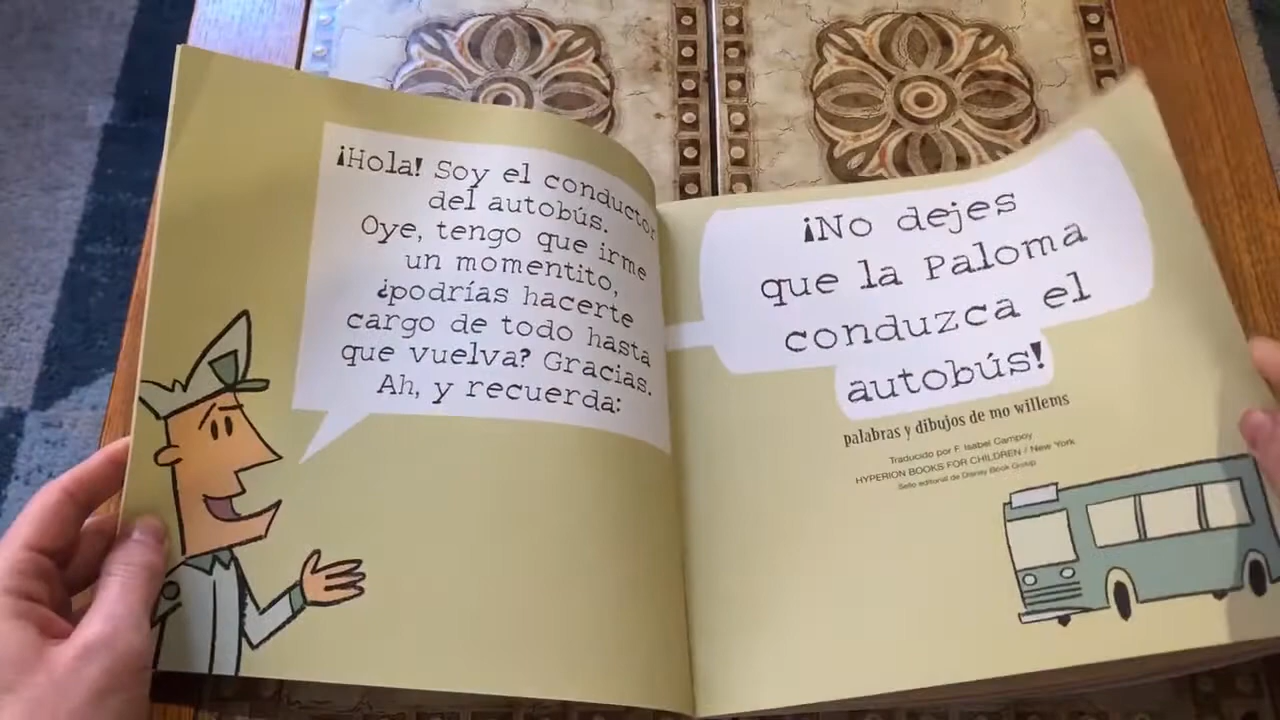 ¡Hola! Soy el conductor
del autobús.
Oye, tengo que irme
un momentito,
¿podrías hacerte
cargo de todo hasta
que vuelva? Gracias.
Ah, y recuerda:
¡No dejes
que la Paloma
conduzca el
autobús!
palabras y dibujos de mo willems
Traducido por F. Isabel Campoy
HYPERION BOOKS FOR CHILDREN / New York
Sello editorial de Disney Book Group